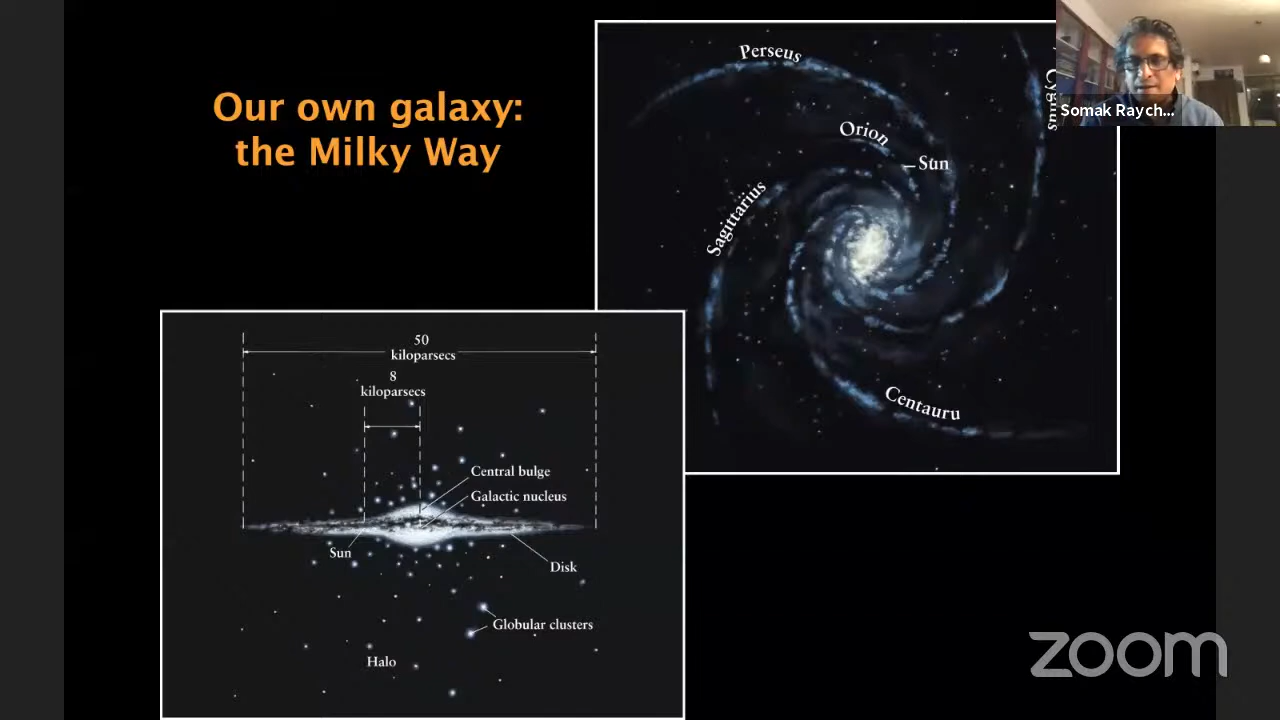 Our own galaxy:
the Milky Way
Perseus
Orion
Sun
Sagittarius
Cygnus
Centauru
Somak Raych...
50
kiloparsecs
8
kiloparsecs
Central bulge
Galactic nucleus
Sun
Disk
Globular clusters
Halo
zoom